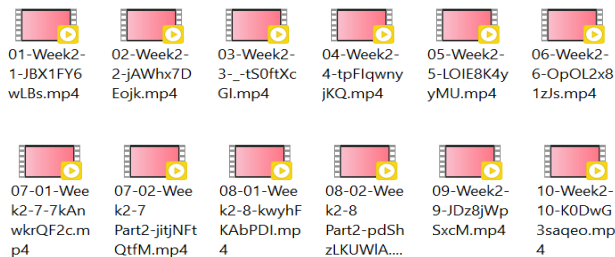 01-Week2-
1-JBX1FY6
wLBs.mp4
02-Week2-
2-jAWhx7D
Eojk.mp4
03-Week2-
3-_-tS0ftXc
GI.mp4
04-Week2-
4-tpFIqwny
jKQ.mp4
05-Week2-
5-LOIE8K4y
yMU.mp4
06-Week2-
6-OpOL2x8
1zJs.mp4
07-01-Wee
k2-7-7kAn
wkrQF2c.m
p4
07-02-Wee
k2-7
Part2-jitjNFt
QtfM.mp4
08-01-Wee
k2-8-kwyhF
KAbPDI.mp
4
08-02-Wee
k2-8
Part2-pdSh
zLKUWlA....
09-Week2-
9-JDz8jWp
SxcM.mp4
10-Week2-
10-K0DwG
3saqeo.mp
4